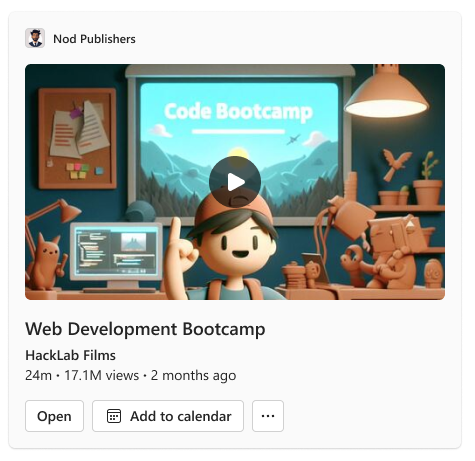 Nod Publishers
Code Bootcamp
Web Development Bootcamp
HackLab Films
24m • 17.1M views • 2 months ago
Open
Add to calendar
...